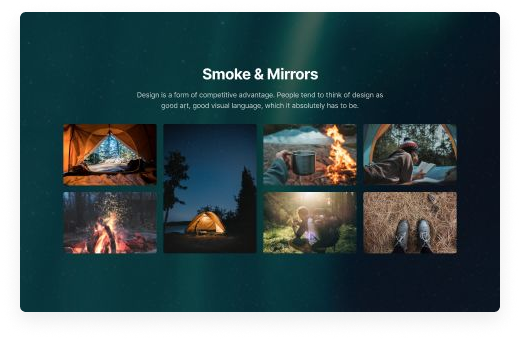 Smoke & Mirrors
Design is a form of competitive advantage. People tend to think of design as
good art, good visual language, which it absolutely has to be.